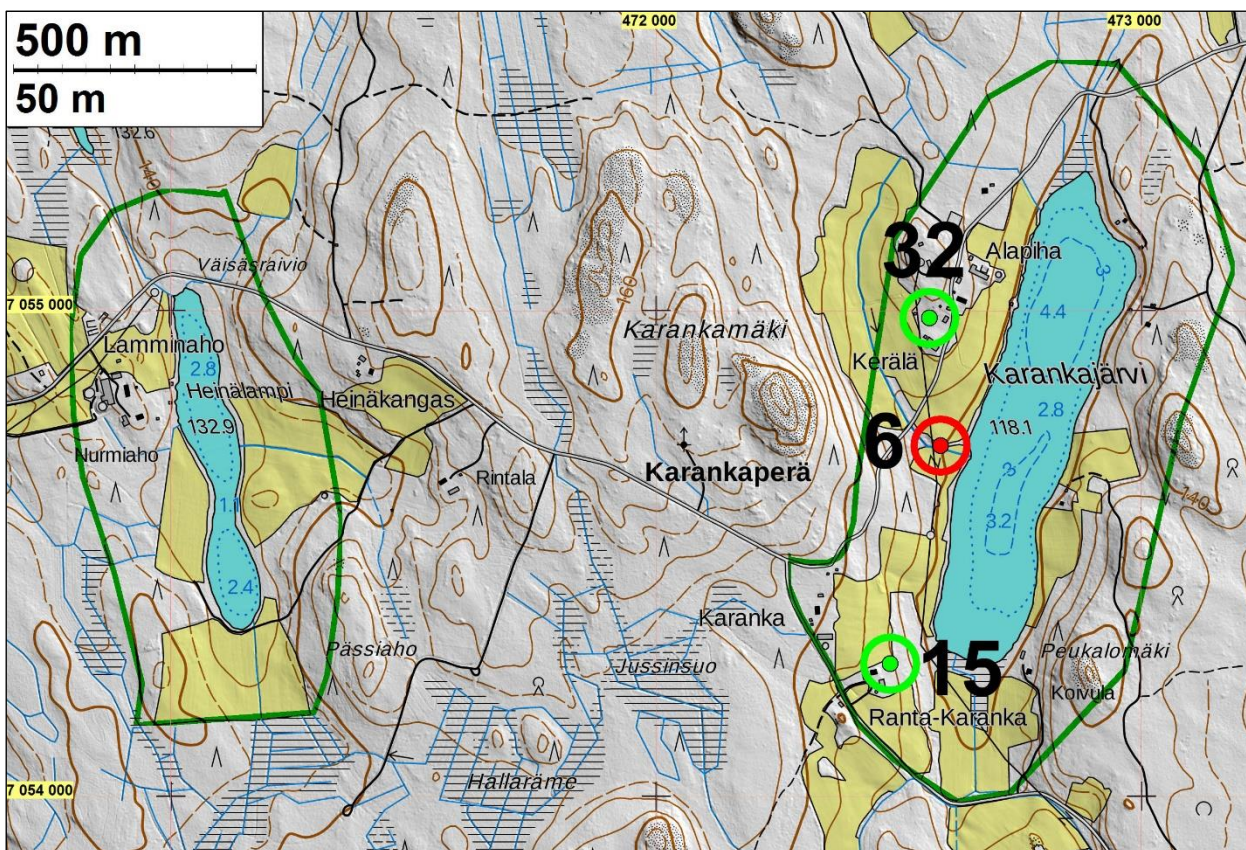 500 m
50 m
472 000
473 000
32.6
140
Väisäsraivio
7 055 000
Lamminaho
2.8
Heinälampi
132.9
Nurmiaho
Heinäkangas
Rintala
1.1
2.4
Pässiaho
160
Karankamäki
Karankaperä
32
Alapiha
3
4.4
Kerälä
Karankajärvi
2.8
118.1
6
3
3.2
140
Karanka
Jussinsuo
15
Peukalomäki
Koivula
Ranta-Karanka
Hallaräme
7 054 000